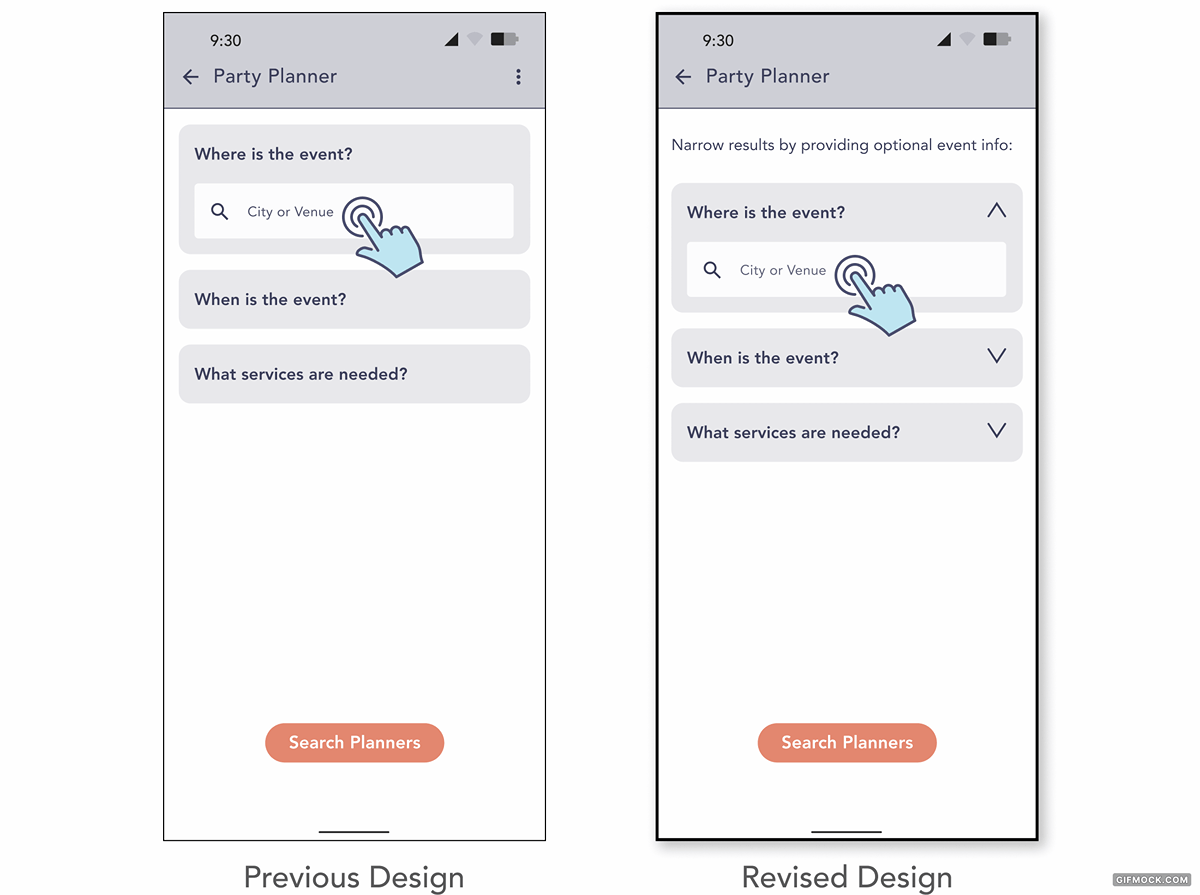 9:30
Party Planner
Where is the event?
City or Venue
When is the event?
What services are needed?
Search Planners
Previous Design
9:30
Party Planner
Narrow results by providing optional event info:
Where is the event?
City or Venue
When is the event?
What services are needed?
Search Planners
Revised Design
GIFMOCK.COM